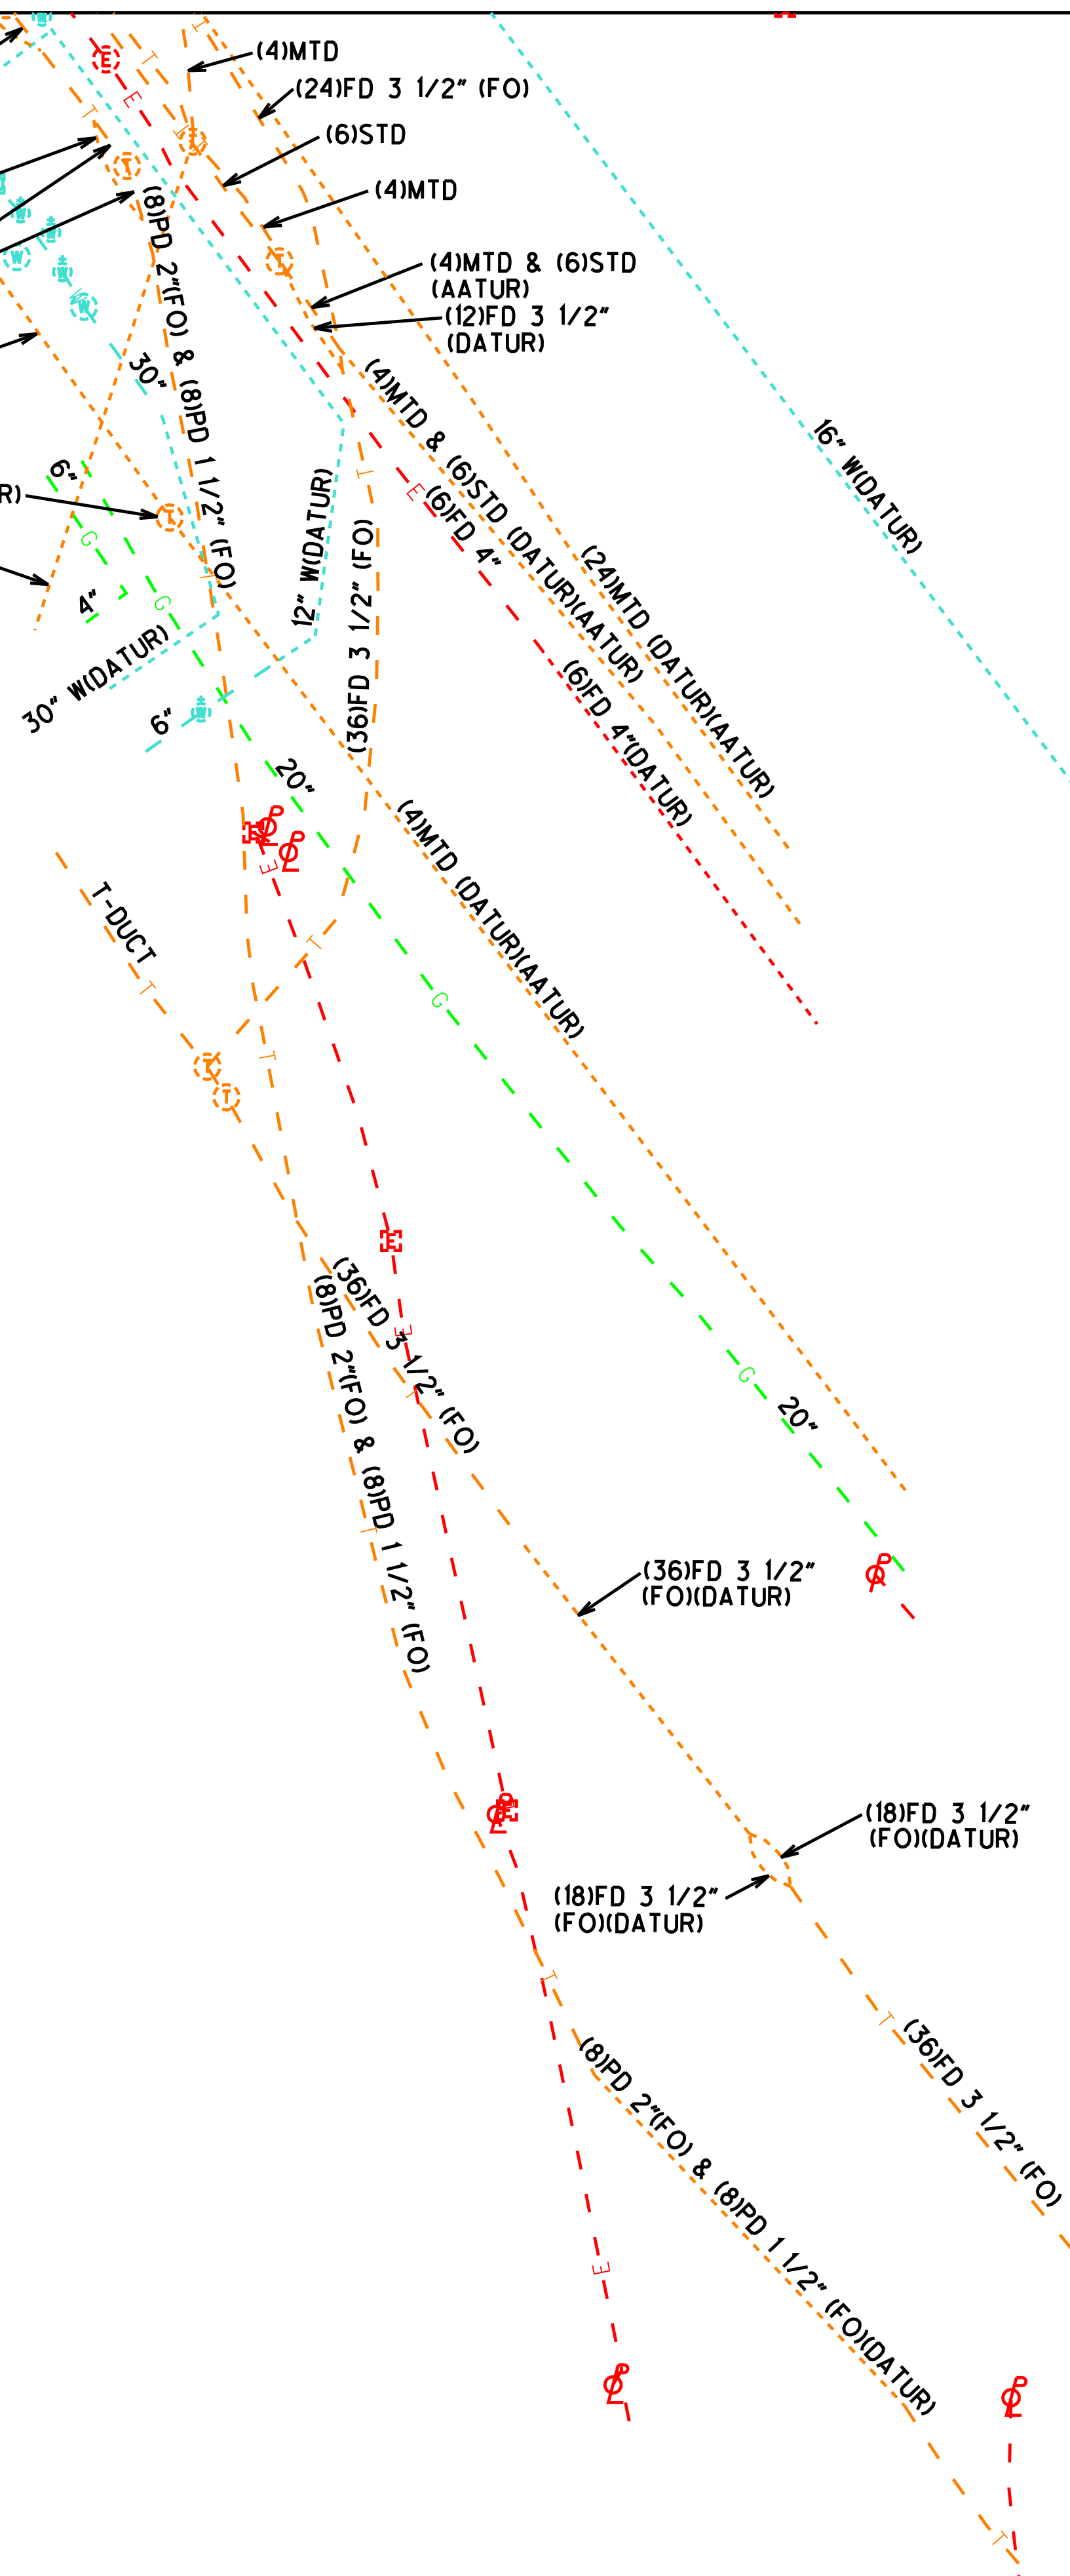 (4)MTD
(24)FD 3 1/2" (FO)
(6)STD
(4)MTD
(4)MTD & (6)STD
(AATUR)
(12)FD 3 1/2"
(DATUR)
(8)PD 2"(FO) & (8)PD 1 1/2" (FO)
30"
(4)MTD & (6)STD (DATUR)(AATUR)
16" W(DATUR)
6"
R)
12" W(DATUR)
(36)FD 3 1/2" (FO)
(6)FD 4"
(24)MTD (DATUR)(AATUR)
4"
30" W(DATUR)
6"
(6)FD 4"(DATUR)
20"
(4)MTD (DATUR)(AATUR)
T-DUCT
(36)FD 3 1/2" (FO)
(8)PD 2"(FO) & (8)PD 1 1/2" (FO)
20"
(36)FD 3 1/2"
(FO)(DATUR)
(18)FD 3 1/2"
(FO)(DATUR)
(18)FD 3 1/2"
(FO)(DATUR)
(36)FD 3 1/2" (FO)
(8)PD 2"(FO) & (8)PD 1 1/2" (FO)(DATUR)
E
E
T
T
T
T
T
W
W
W
W
W
I
T
E
G
G
T
W
E
T
G
T
T
T
T
E
E
T
G
T
T
T
E
T